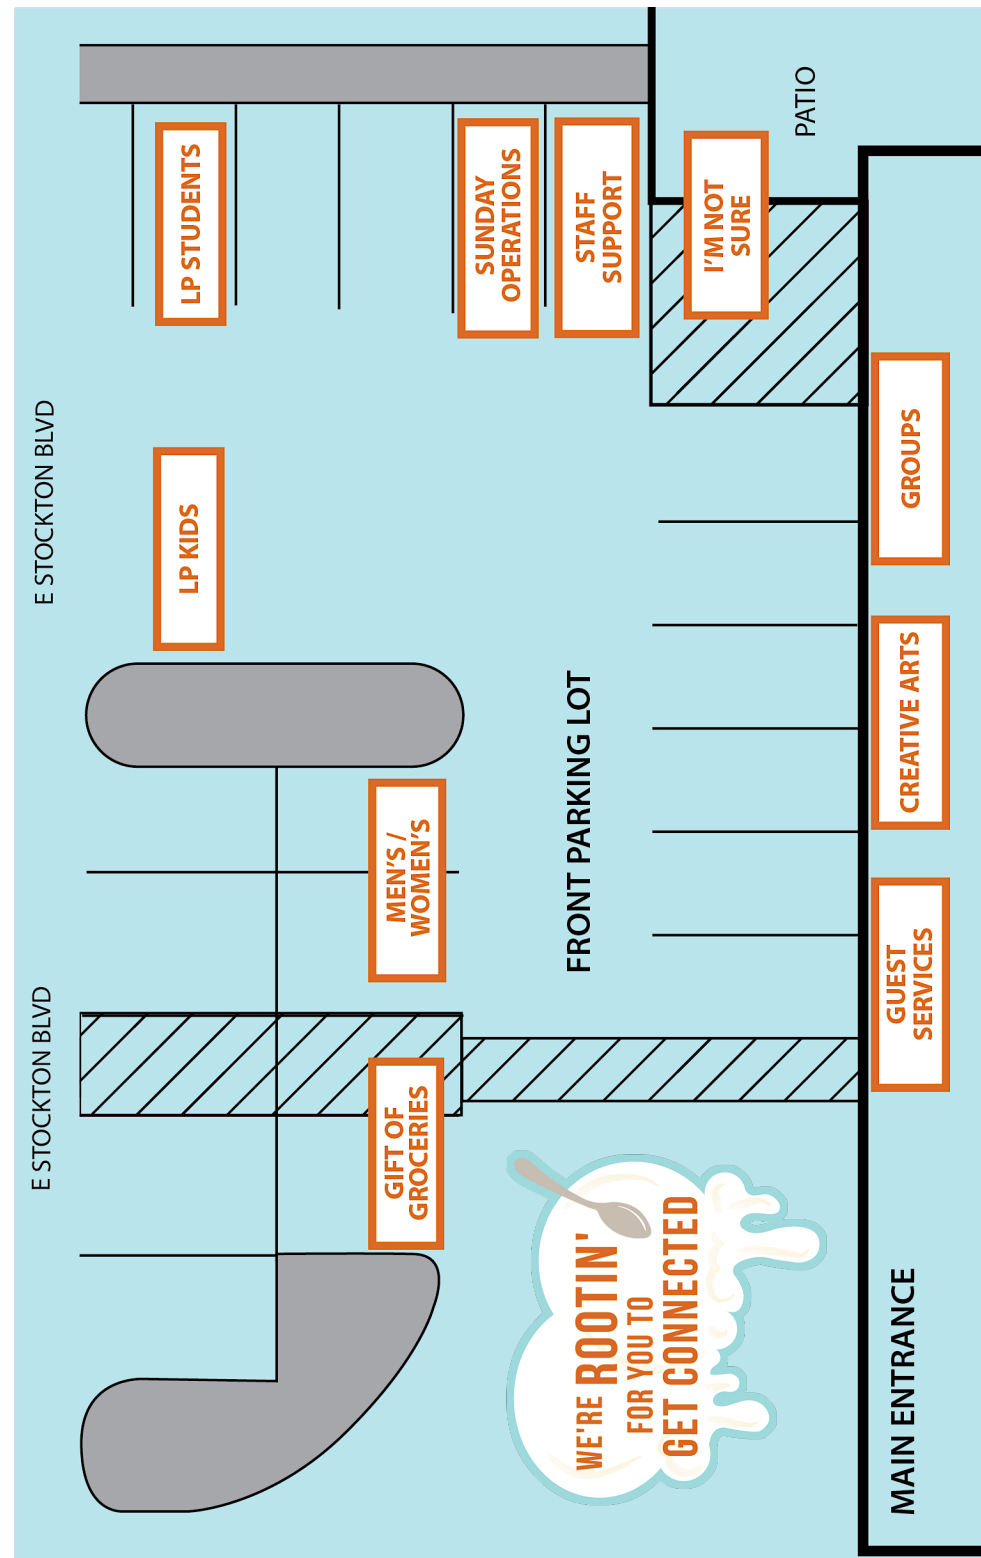 E STOCKTON BLVD
E STOCKTON BLVD
GIFT OF
GROCERIES
MEN'S /
WOMEN'S
LP KIDS
LP STUDENTS
SUNDAY
OPERATIONS
STAFF
SUPPORT
I'M NOT
SURE
PATIO
FRONT PARKING LOT
WE'RE ROOTIN'
FOR YOU TO
GET CONNECTED
GUEST
SERVICES
CREATIVE ARTS
GROUPS
MAIN ENTRANCE